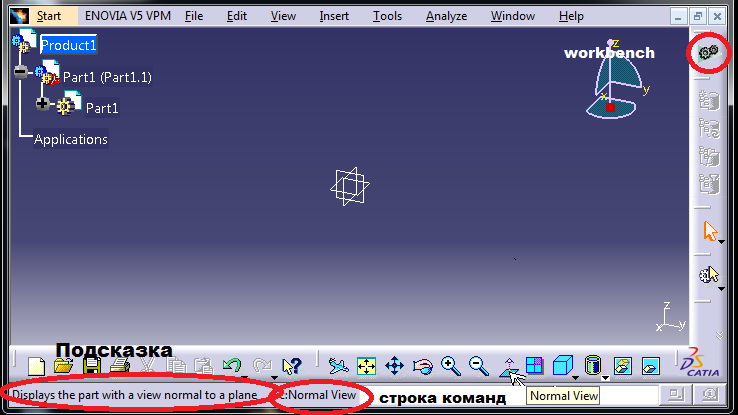 Start ENOVIA V5 VPM File Edit View Insert Tools Analyze Window Help
Product1
workbench
z
y
x
Part1 (Part1.1)
Part1
Applications
z
x y
Подсказка
CATIA
Displays the part with a view normal to a plane
c:Normal View
строка команд
Normal View